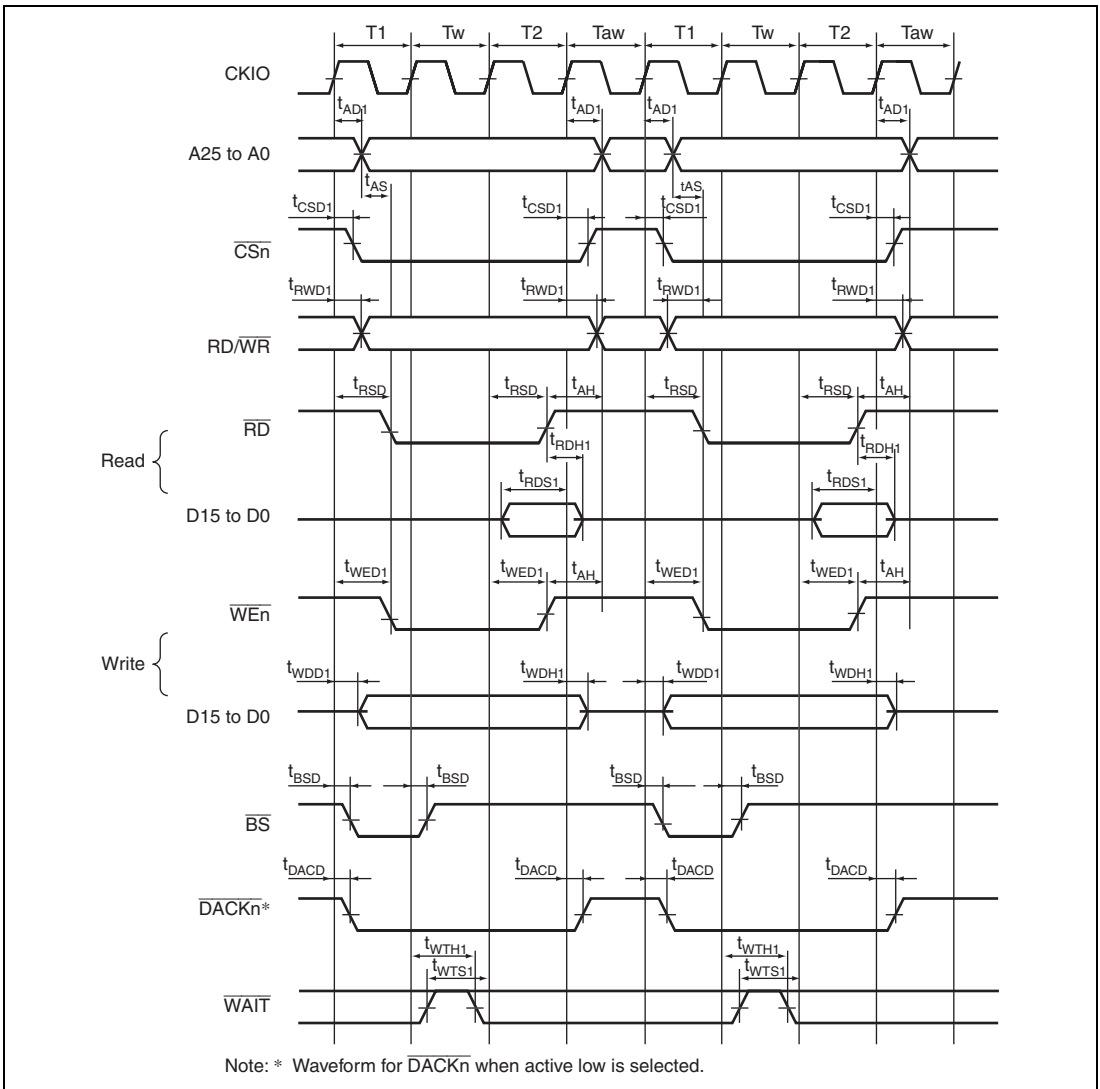 T1 Tw T2 Taw T1 Tw T2 Taw
CKIO
tAD1 tAD1 tAD1 tAD1
A25 to A0
tAS tAS
tCSD1 tCSD1 tCSD1 tCSD1
CSn
tRWD1 tRWD1 tRWD1 tRWD1
RD/WR
tRSD tRSD tAH tRSD tRSD tAH
RD
tRDH1 tRDH1
Read
tRDS1 tRDS1
D15 to D0
tWED1 tWED1 tAH tWED1 tWED1 tAH
WEn
Write
tWDD1 tWDH1 tWDD1 tWDH1
D15 to D0
tBSD tBSD tBSD tBSD
BS
tDACD tDACD tDACD tDACD
DACKn*
tWTH1 tWTH1
tWTS1 tWTS1
WAIT
Note: * Waveform for DACKn when active low is selected.